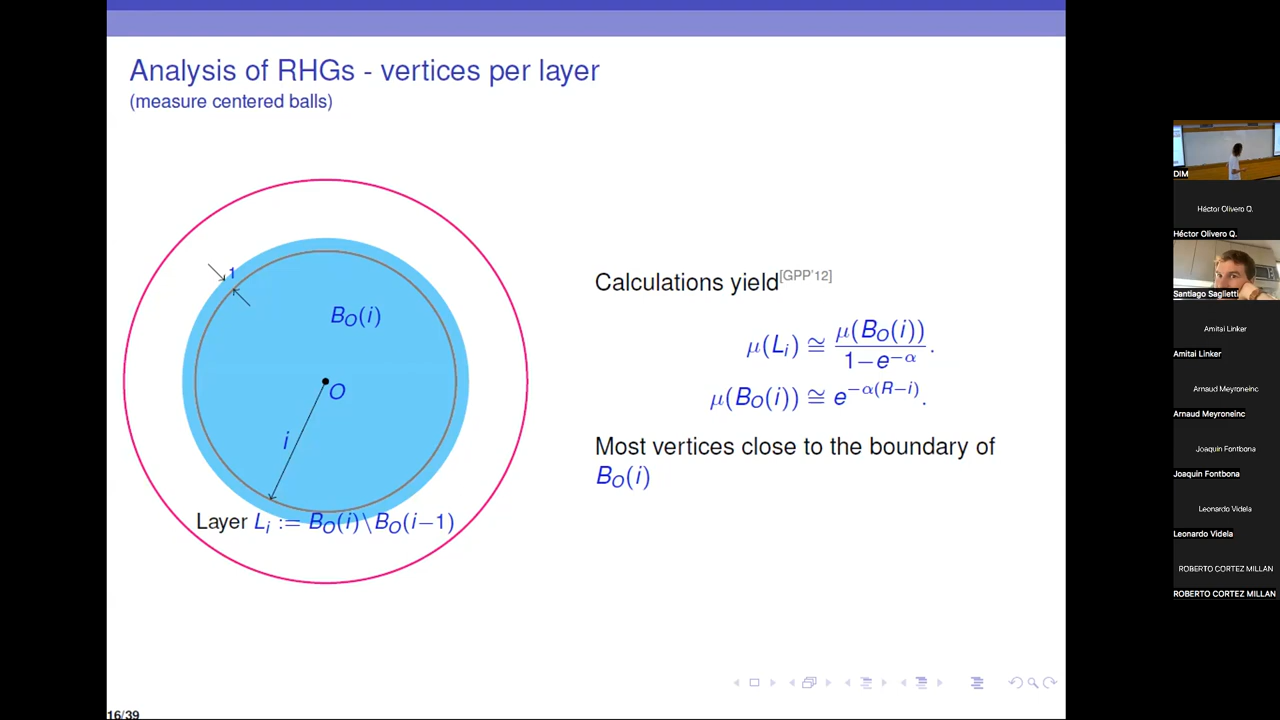 Analysis of RHGs - vertices per layer
(measure centered balls)
1
B_O(i)
O
i
Layer L_i := B_O(i)\B_O(i−1)
Calculations yield[GPP'12]
μ(L_i) ≅ μ(B_O(i)) / 1−e^{−α}.
μ(B_O(i)) ≅ e^{−α(R−i)}.
Most vertices close to the boundary of
B_O(i)
16/39
DIM
Héctor Olivero Q.
Héctor Olivero Q.
Santiago Saglietti
Amitai Linker
Amitai Linker
Arnaud Meyroneinc
Arnaud Meyroneinc
Joaquin Fontbona
Joaquin Fontbona
Leonardo Videla
Leonardo Videla
ROBERTO CORTEZ MILLAN
ROBERTO CORTEZ MILLAN